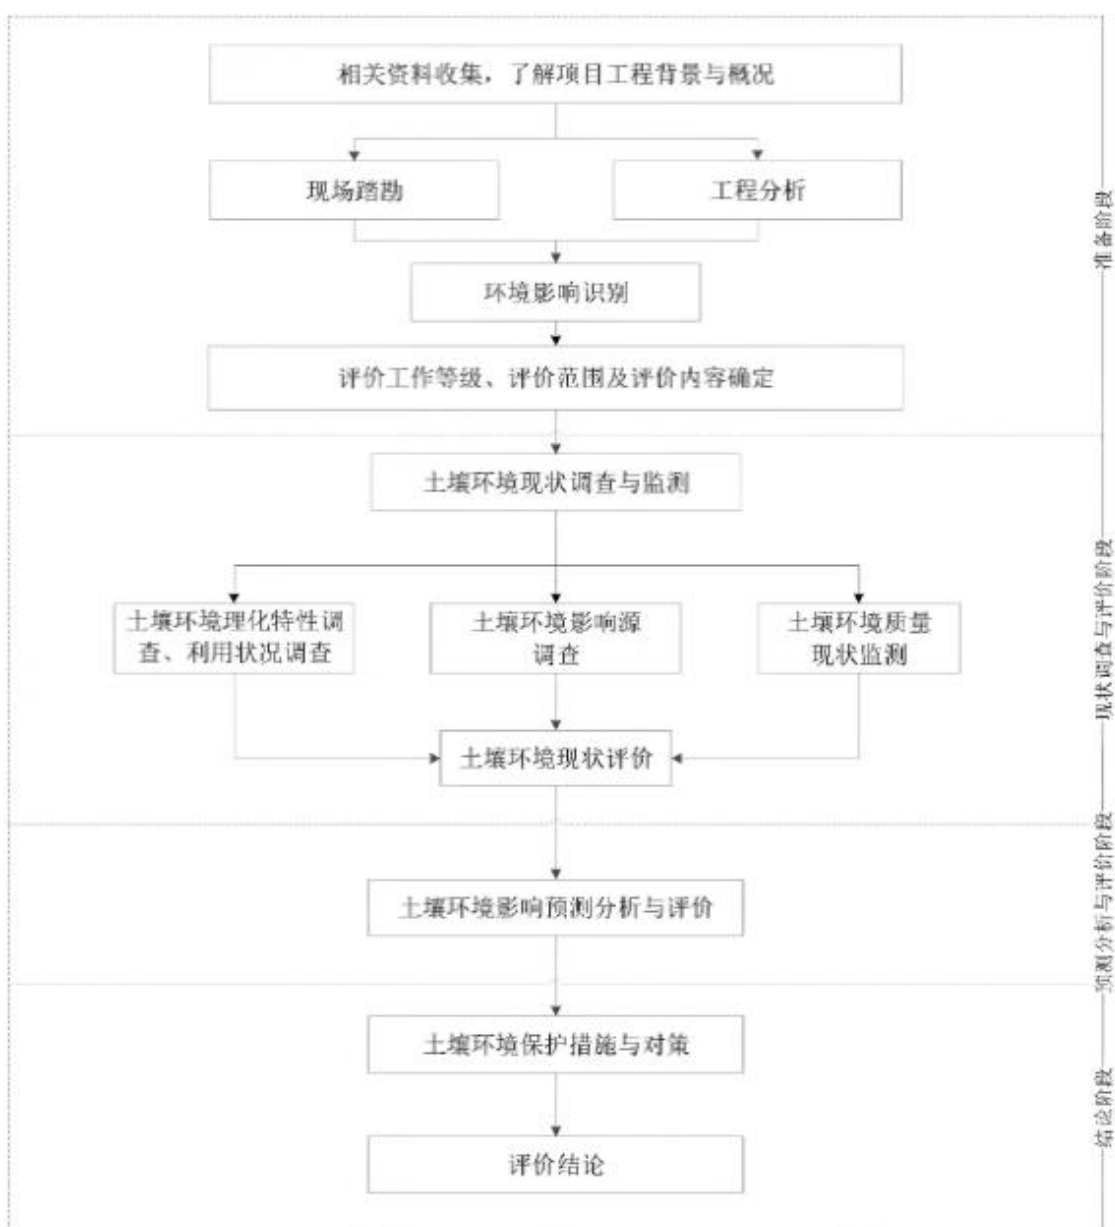 相关资料收集，了解项目工程背景与概况
现场踏勘
工程分析
环境影响识别
评价工作等级、评价范围及评价内容确定
准备阶段
土壤环境现状调查与监测
土壤环境理化特性调
查、利用状况调查
土壤环境影响源
调查
土壤环境质量
现状监测
土壤环境现状评价
现状调查与评价阶段
土壤环境影响预测分析与评价
预测分析与评价阶段
土壤环境保护措施与对策
评价结论
结论阶段